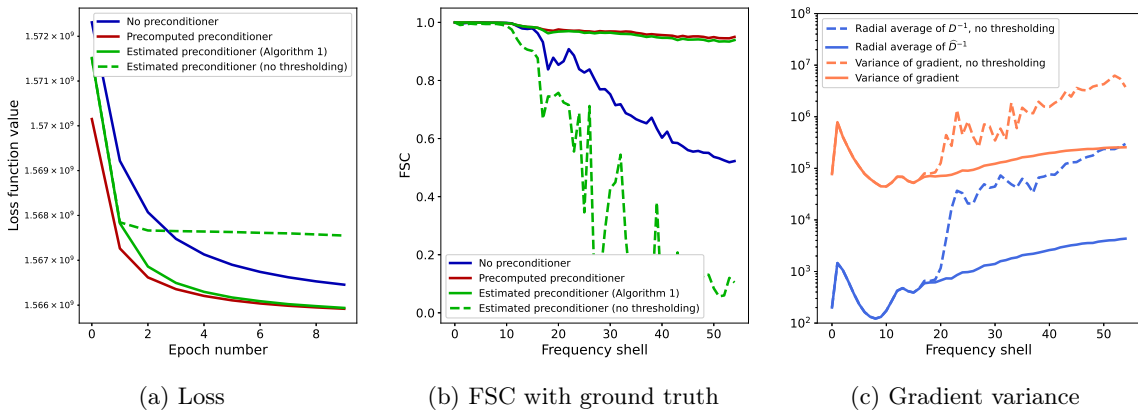 No preconditioner
Precomputed preconditioner
Estimated preconditioner (Algorithm 1)
Estimated preconditioner (no thresholding)
1.572 × 10⁹
1.571 × 10⁹
1.57 × 10⁹
1.569 × 10⁹
1.568 × 10⁹
1.567 × 10⁹
1.566 × 10⁹
Loss function value
0 2 4 6 8
Epoch number
(a) Loss
1.0
0.8
0.6
0.4
0.2
0.0
FSC
No preconditioner
Precomputed preconditioner
Estimated preconditioner (Algorithm 1)
Estimated preconditioner (no thresholding)
0 10 20 30 40 50
Frequency shell
(b) FSC with ground truth
10⁸
10⁷
10⁶
10⁵
10⁴
10³
10²
Radial average of D⁻¹, no thresholding
Radial average of D̂⁻¹
Variance of gradient, no thresholding
Variance of gradient
0 10 20 30 40 50
Frequency shell
(c) Gradient variance